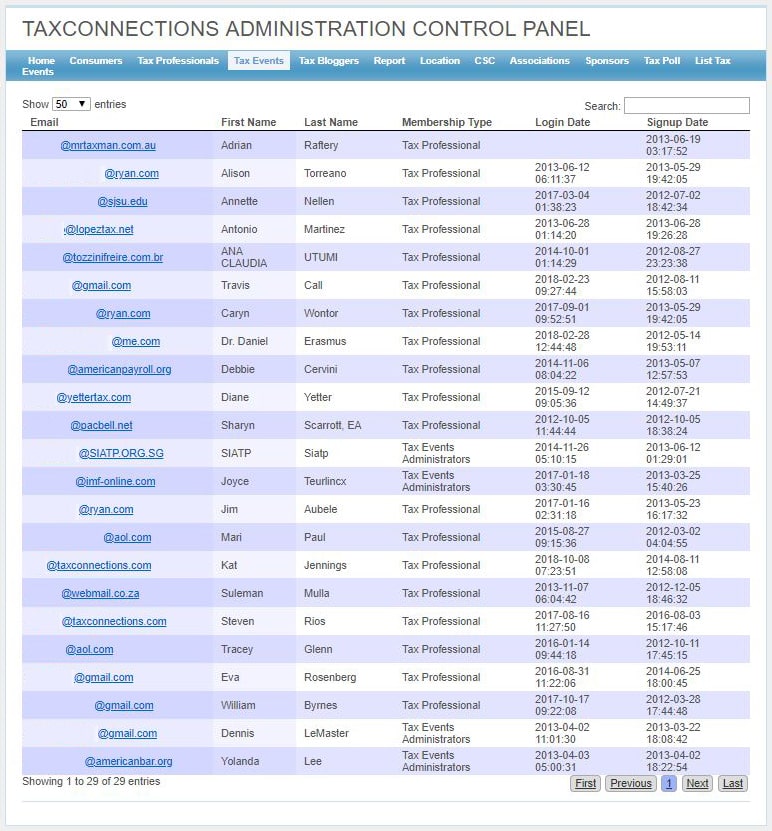 TAXCONNECTIONS ADMINISTRATION CONTROL PANEL
Home Consumers Tax Professionals Tax Events Tax Bloggers Report Location CSC Associations Sponsors Tax Poll List Tax
Events
Show 50 entries
Search:
Email First Name Last Name Membership Type Login Date Signup Date
@mrtaxman.com.au Adrian Raftery Tax Professional 2013-06-19
03:17:52
@ryan.com Alison Torreano Tax Professional 2013-06-12 2013-05-29
06:11:37 19:42:05
@sjsu.edu Annette Nellen Tax Professional 2017-03-04 2012-07-02
01:38:23 18:42:34
@lopeztax.net Antonio Martinez Tax Professional 2013-06-28 2013-06-28
01:14:20 19:26:28
@tozzinifreire.com.br ANA UTUMI Tax Professional 2014-10-01 2012-08-27
CLAUDIA 01:14:29 23:23:38
@gmail.com Travis Call Tax Professional 2018-02-23 2012-08-11
09:27:44 15:58:03
@ryan.com Caryn Wontor Tax Professional 2017-09-01 2013-05-29
09:52:51 19:42:05
@me.com Dr. Daniel Erasmus Tax Professional 2018-02-28 2012-05-14
12:44:48 19:53:11
@americanpayroll.org Debbie Cervini Tax Professional 2014-11-06 2013-05-07
08:04:22 12:57:53
@yettertax.com Diane Yetter Tax Professional 2015-09-12 2012-07-21
09:05:36 14:49:37
@pacbell.net Sharyn Scarrott, EA Tax Professional 2012-10-05 2012-10-05
11:44:44 18:38:24
@SIATP.ORG.SG SIATP Siatp Tax Events 2014-11-26 2013-06-12
Administrators 05:10:15 01:29:01
@imf-online.com Joyce Teurlincx Tax Events 2017-01-18 2013-03-25
Administrators 03:30:45 15:40:26
@ryan.com Jim Aubele Tax Professional 2017-01-16 2013-05-23
02:31:18 16:17:32
@aol.com Mari Paul Tax Professional 2015-08-27 2012-03-02
09:15:36 04:04:55
@taxconnections.com Kat Jennings Tax Professional 2018-10-08 2014-08-11
07:23:51 12:58:08
@webmail.co.za Suleman Mulla Tax Professional 2013-11-07 2012-12-05
06:04:42 18:46:32
@taxconnections.com Steven Rios Tax Professional 2017-08-16 2016-08-03
11:27:50 15:17:46
@aol.com Tracey Glenn Tax Professional 2016-01-14 2012-10-11
09:44:18 17:45:15
@gmail.com Eva Rosenberg Tax Professional 2016-08-31 2014-06-25
11:22:06 18:00:45
@gmail.com William Byrnes Tax Professional 2017-10-17 2012-03-28
09:22:08 17:44:48
@gmail.com Dennis LeMaster Tax Events 2013-04-02 2013-03-22
Administrators 11:01:30 18:08:42
@americanbar.org Yolanda Lee Tax Events 2013-04-03 2013-04-02
Administrators 05:00:31 18:22:54
Showing 1 to 29 of 29 entries
First Previous 1 Next Last